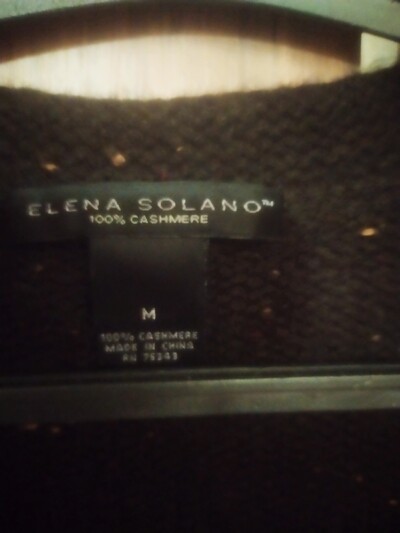 ELENA SOLANO™
100% CASHMERE
M
100% CASHMERE
MADE IN CHINA
RN 75243